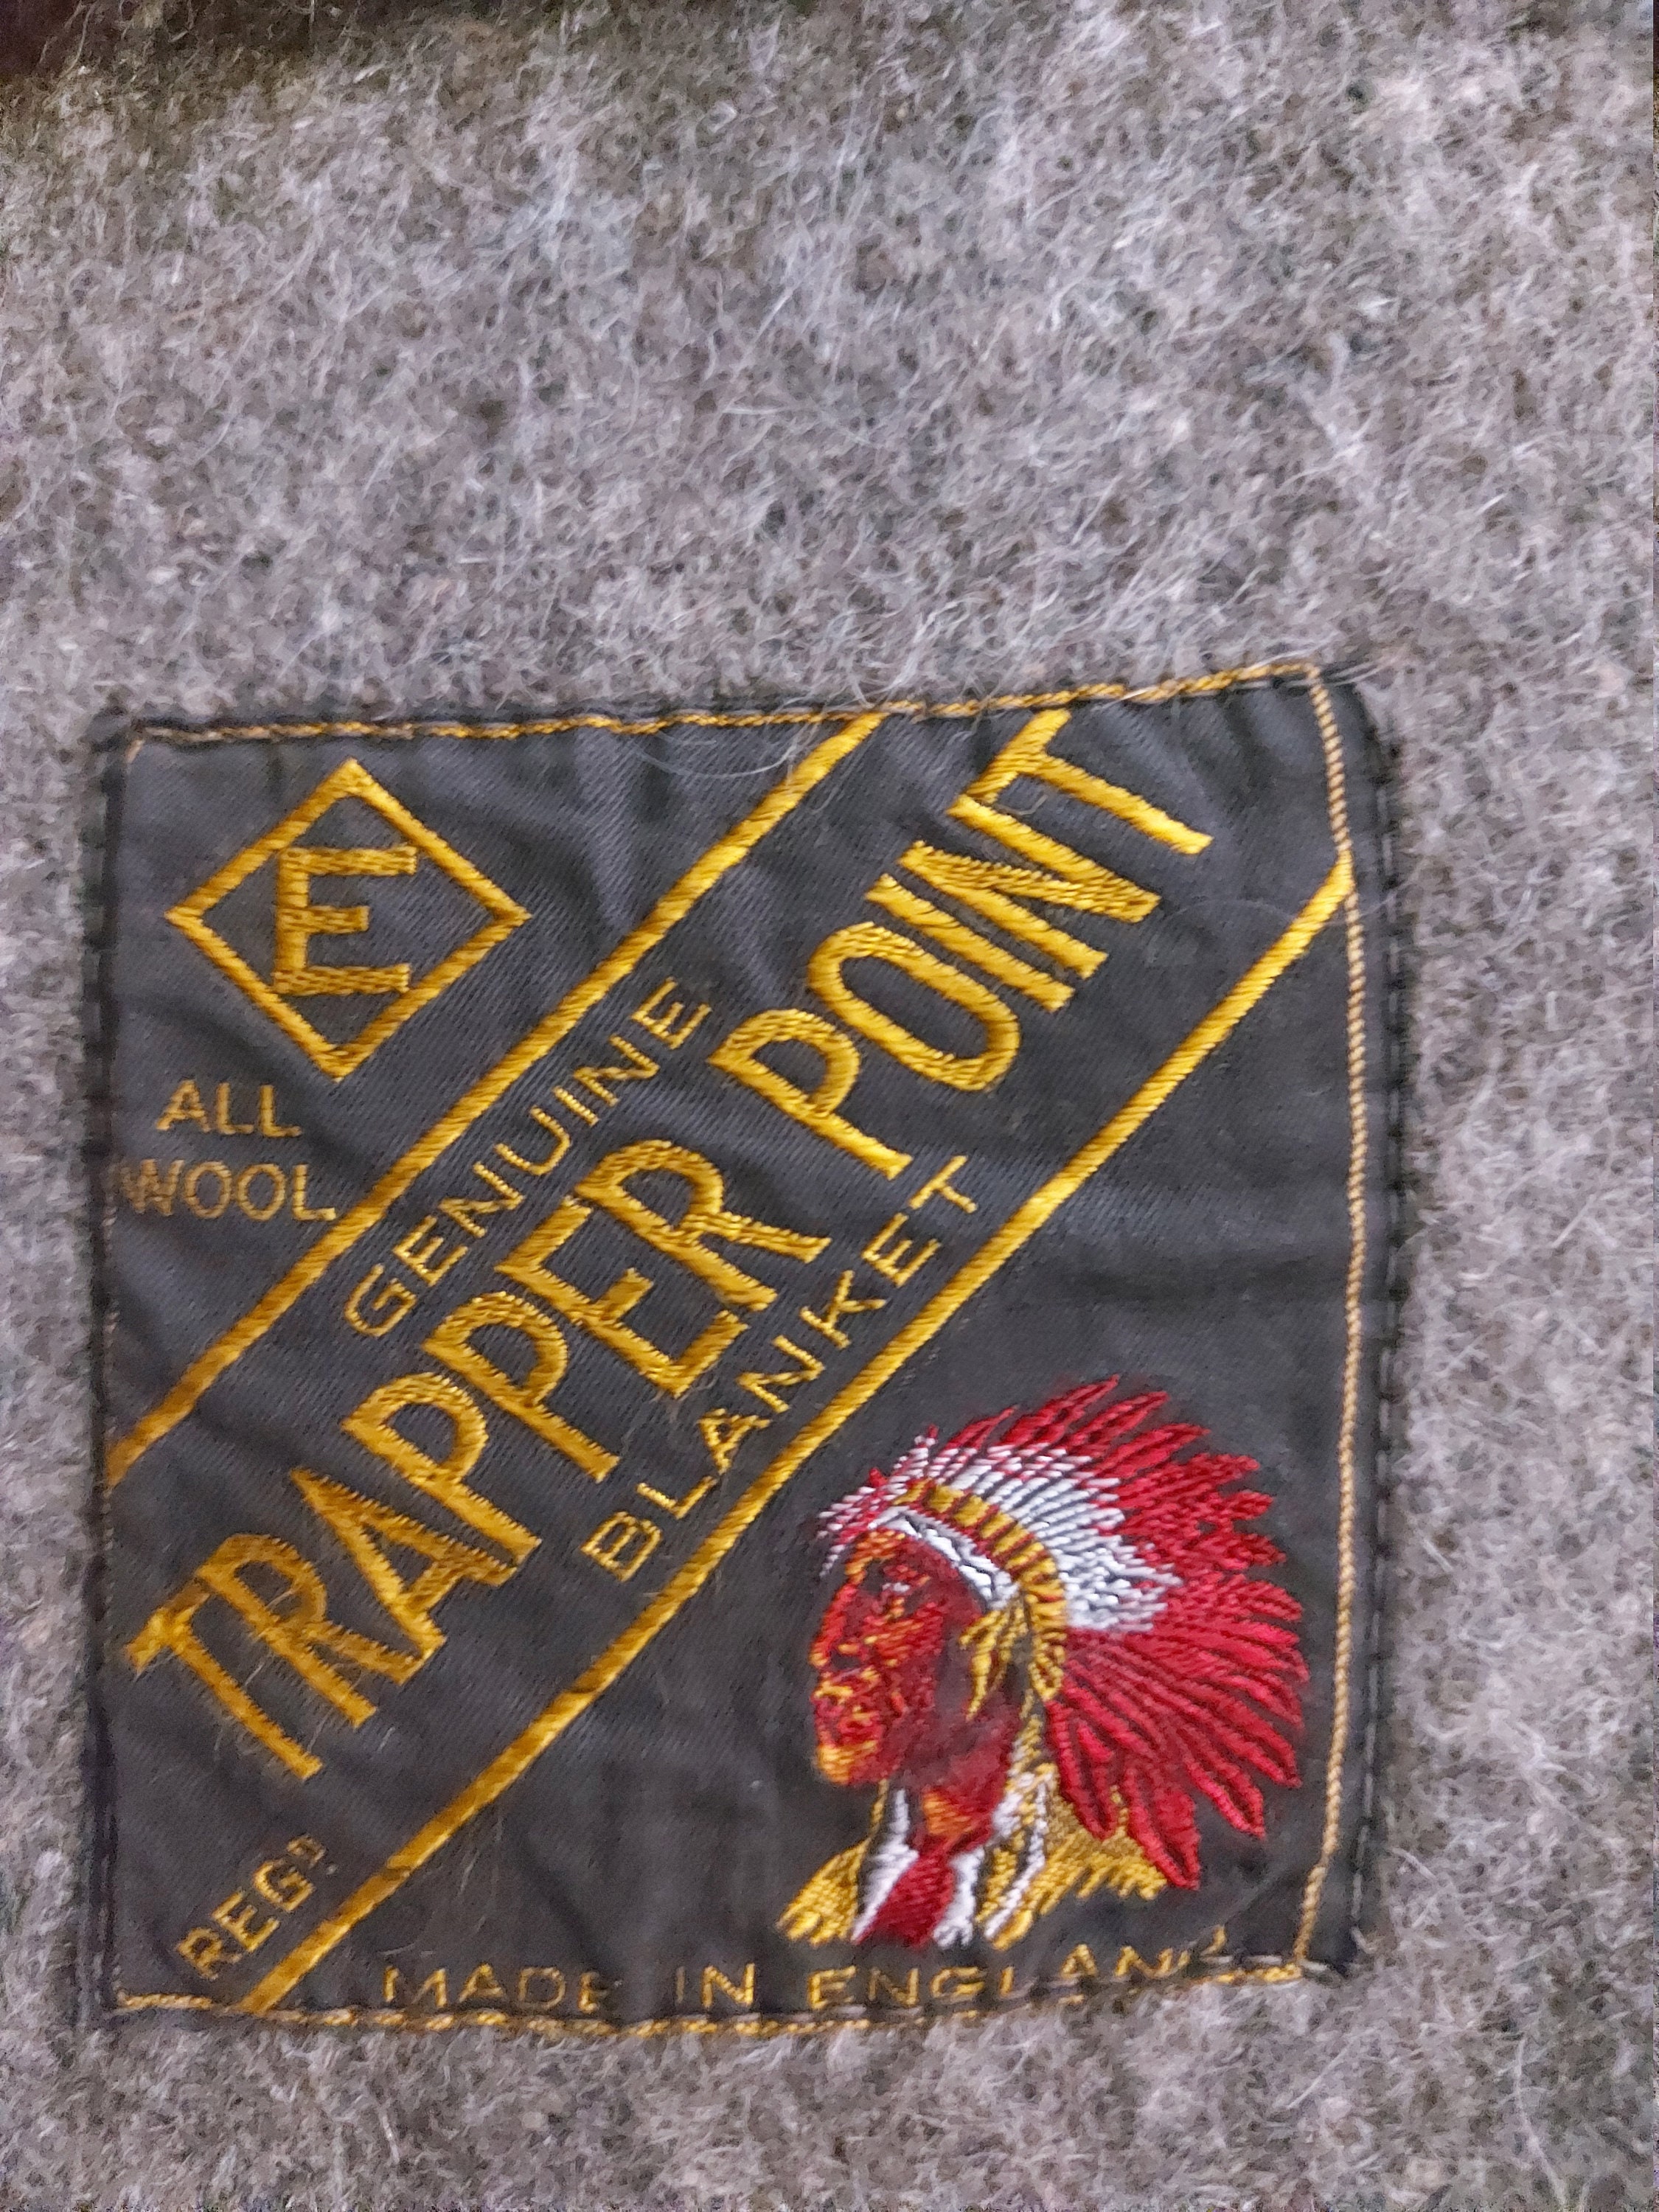 E
ALL
WOOL
GENUINE
TRAPPER POINT
BLANKET
REGD
MADE IN ENGLAND